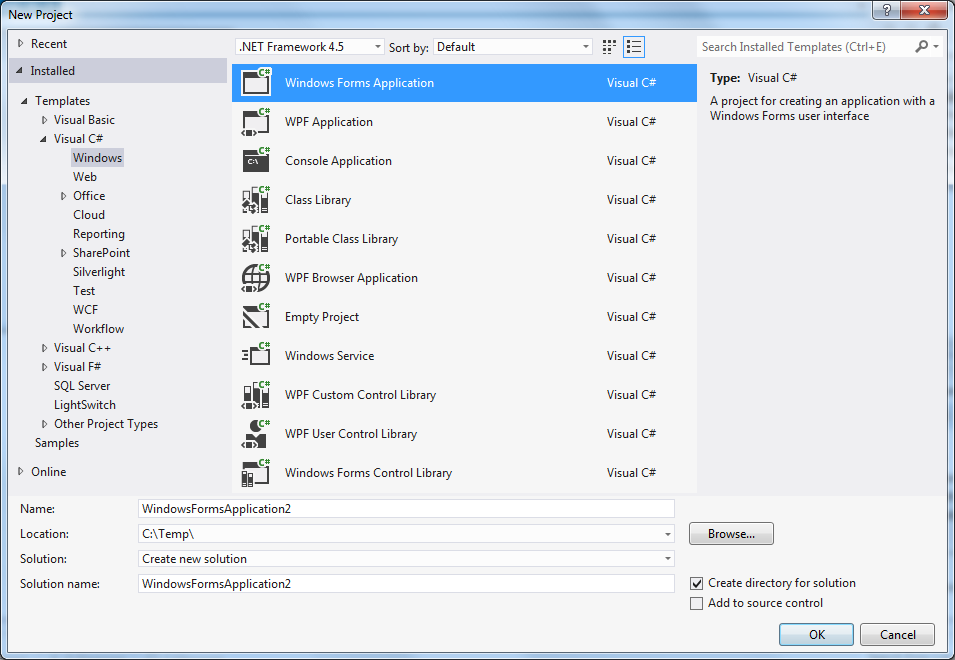 New Project
?
Recent
Installed
Templates
Visual Basic
Visual C#
Windows
Web
Office
Cloud
Reporting
SharePoint
Silverlight
Test
WCF
Workflow
Visual C++
Visual F#
SQL Server
LightSwitch
Other Project Types
Samples
Online
.NET Framework 4.5 Sort by: Default
C# Windows Forms Application Visual C#
C# WPF Application Visual C#
C# C:\ Console Application Visual C#
C# Class Library Visual C#
C# Portable Class Library Visual C#
C# WPF Browser Application Visual C#
C# Empty Project Visual C#
C# Windows Service Visual C#
C# WPF Custom Control Library Visual C#
C# WPF User Control Library Visual C#
C# Windows Forms Control Library Visual C#
Search Installed Templates (Ctrl+E)
Type: Visual C#
A project for creating an application with a
Windows Forms user interface
Name: WindowsFormsApplication2
Location: C:\Temp\ Browse...
Solution: Create new solution
Solution name: WindowsFormsApplication2
Create directory for solution
Add to source control
OK Cancel